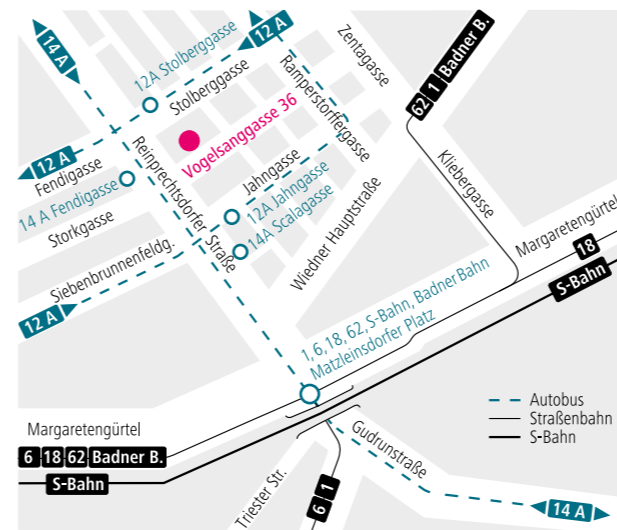 14 A
12A Stolberggasse
12 A
Stolberggasse
Zentagasse
62 1 Badner B.
Ramperstorffergasse
Vogelsanggasse 36
12 A
Fendigasse
14 A Fendigasse
Storkgasse
Reinprechtsdorfer Straße
Jahngasse
12A Jahngasse
14A Scalagasse
Kliebergasse
Wiedner Hauptstraße
Siebenbrunnenfeldg.
12 A
Margaretengürtel
18
S-Bahn
1, 6, 18, 62, S-Bahn, Badner Bahn
Matzleinsdorfer Platz
Autobus
Straßenbahn
S-Bahn
Margaretengürtel
6 18 62 Badner B.
S-Bahn
Gudrunstraße
Triester Str.
6 1
14 A